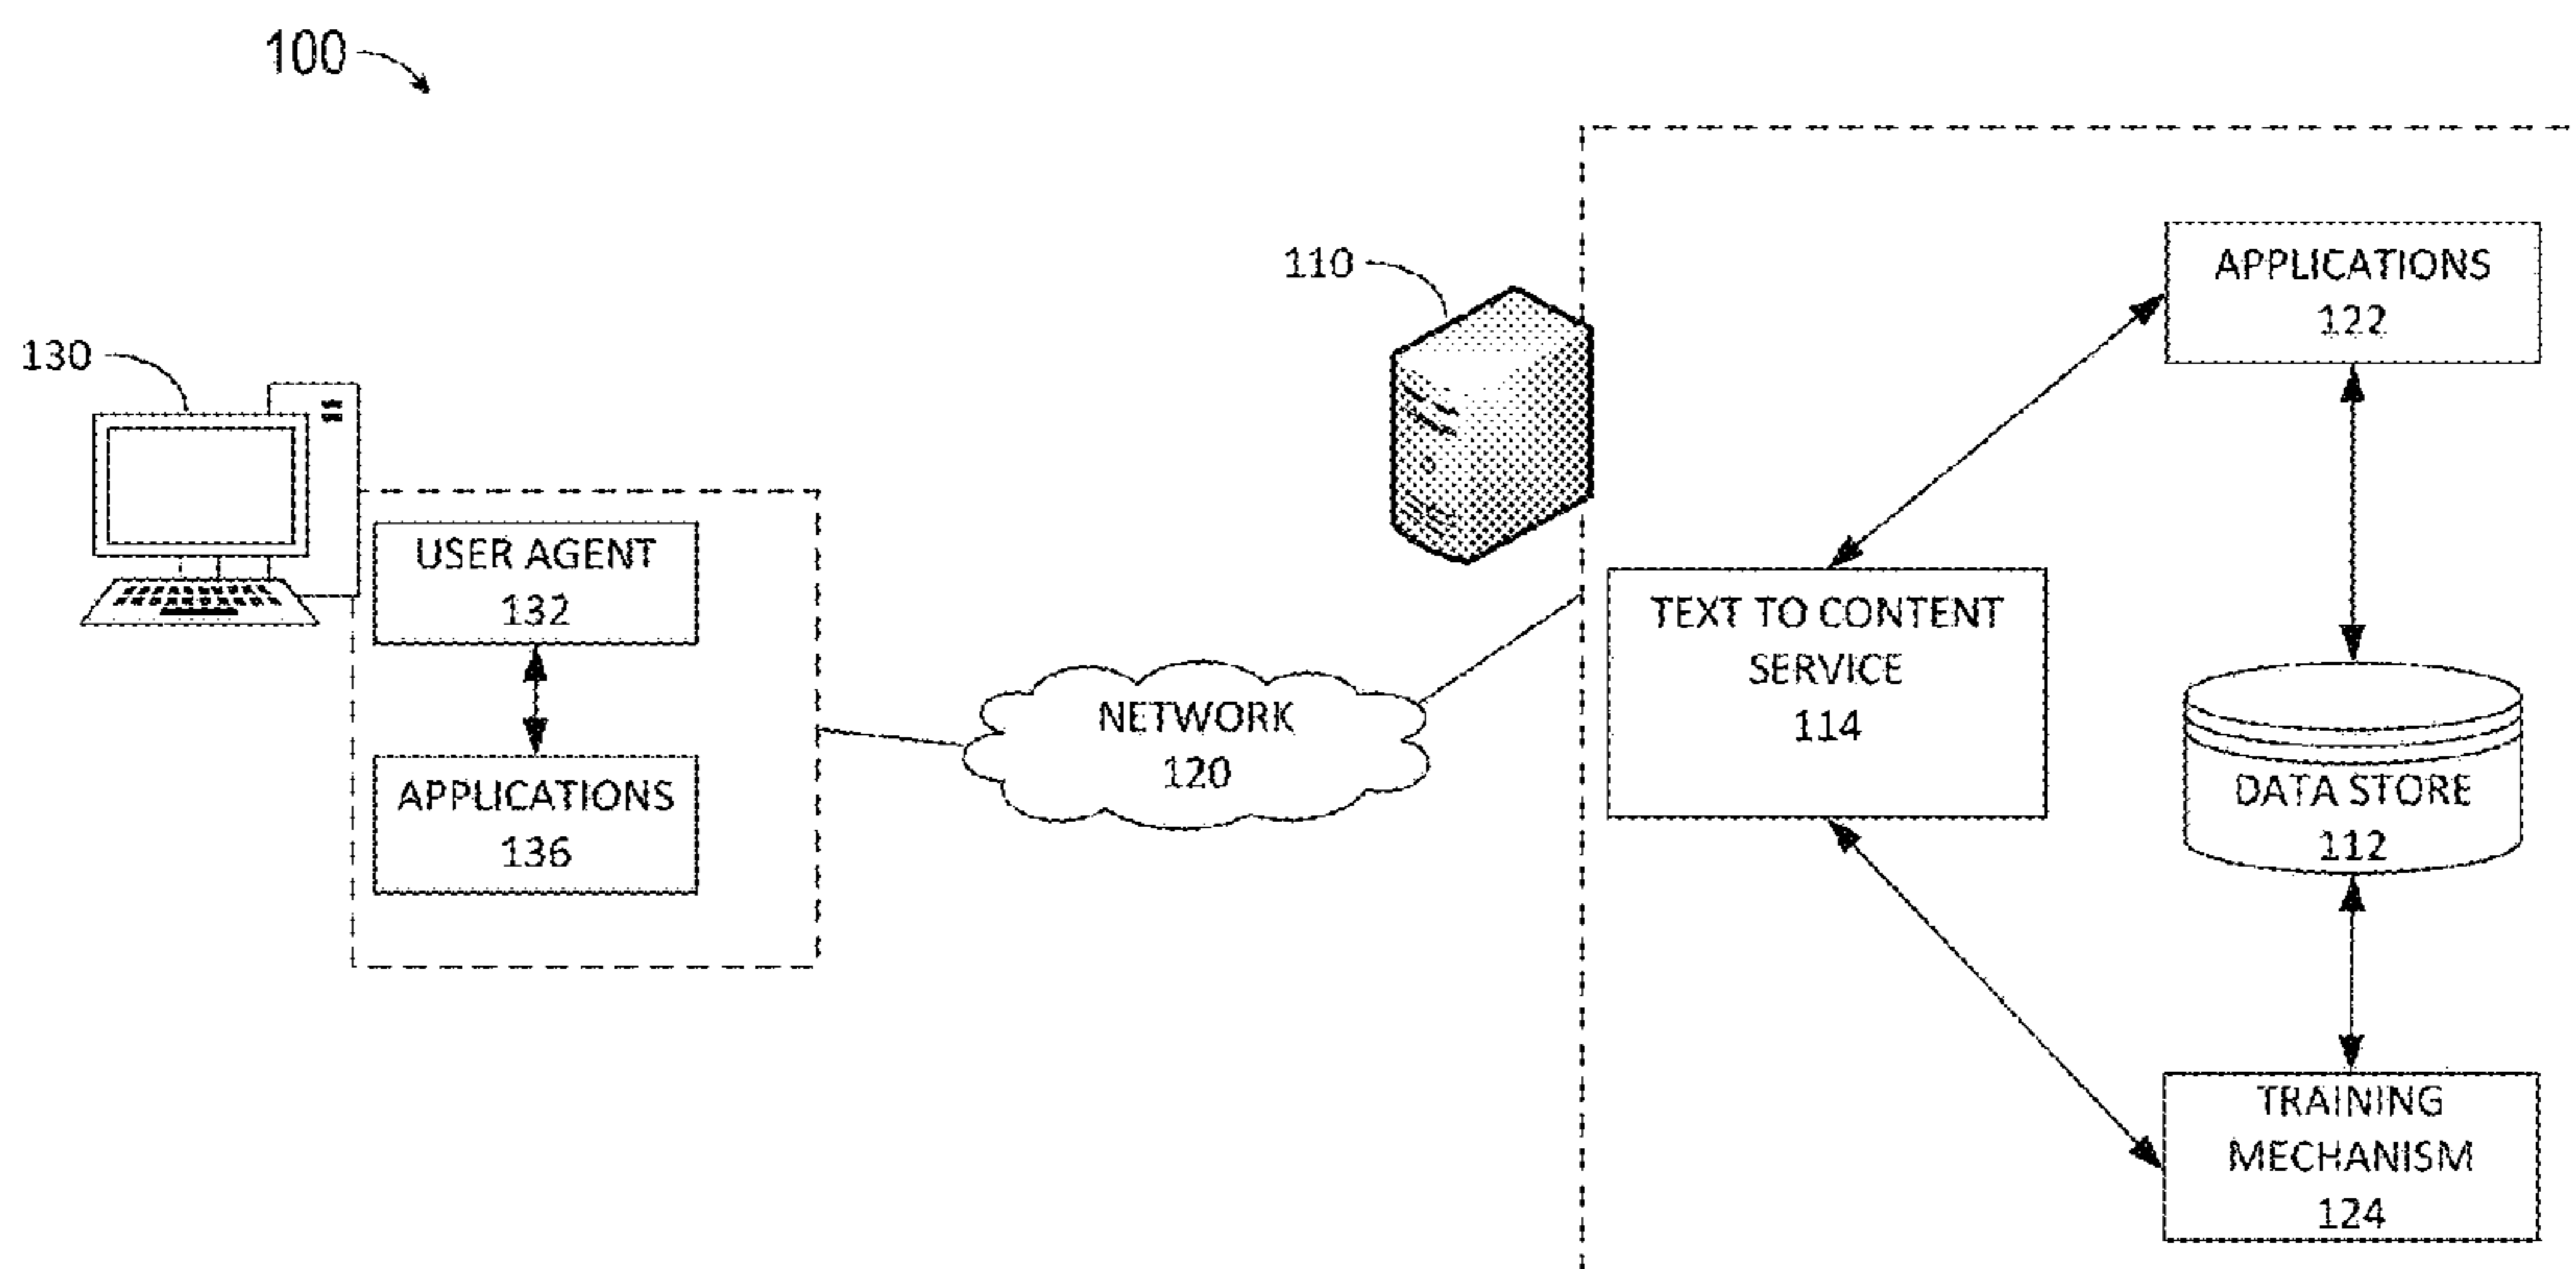 100
110
APPLICATIONS
122
130
USER AGENT
132
TEXT TO CONTENT
SERVICE
114
NETWORK
120
APPLICATIONS
136
DATA STORE
112
TRAINING
MECHANISM
124